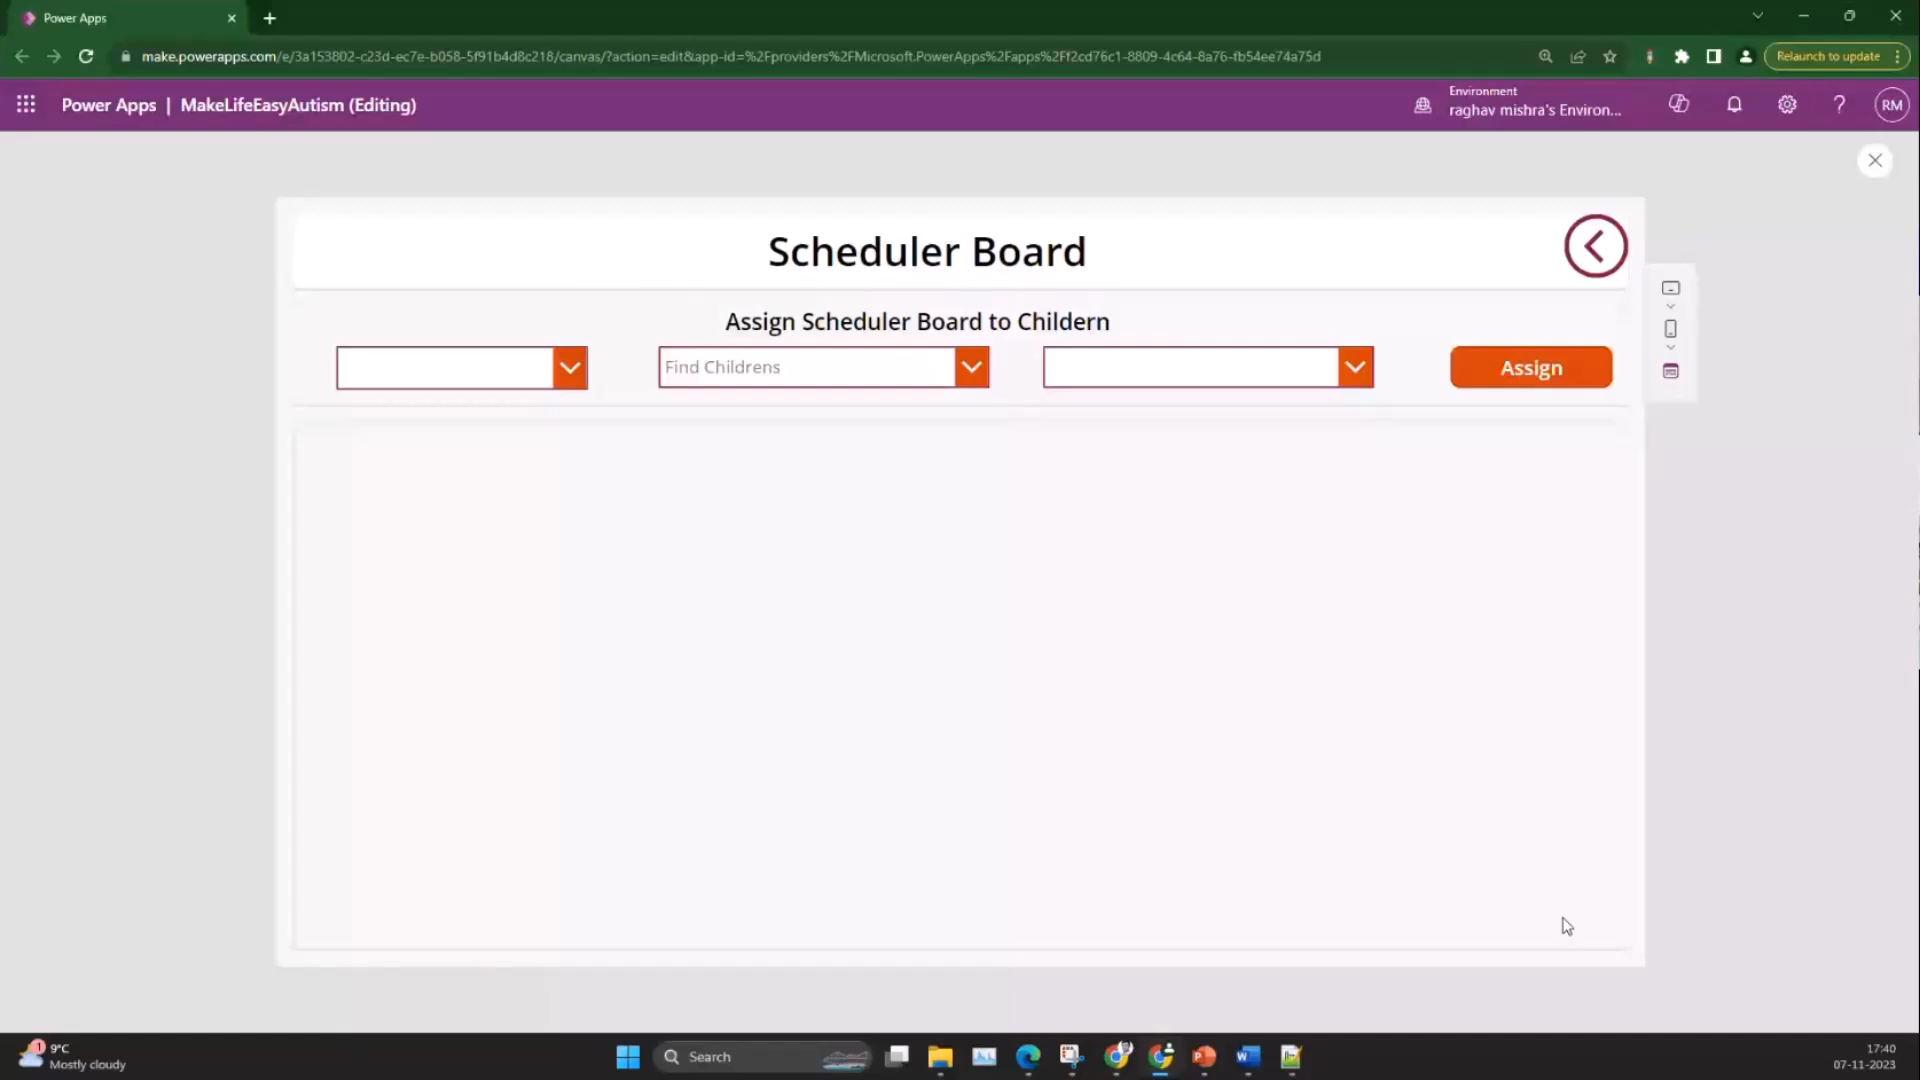 Power Apps
make.powerapps.com/e/3a153802-c23d-ec7e-b058-5f91b4d8c218/canvas/?action=edit&app-id=%2Fproviders%2FMicrosoft.PowerApps%2Fapps%2Ff2cd76c1-8809-4c64-8a76-fb54ee74a75d
Relaunch to update
Power Apps | MakeLifeEasyAutism (Editing)
Environment
raghav mishra's Environ...
RM
Scheduler Board
Assign Scheduler Board to Childern
Find Childrens
Assign
1
9°C
Mostly cloudy
Search
17:40
07-11-2023